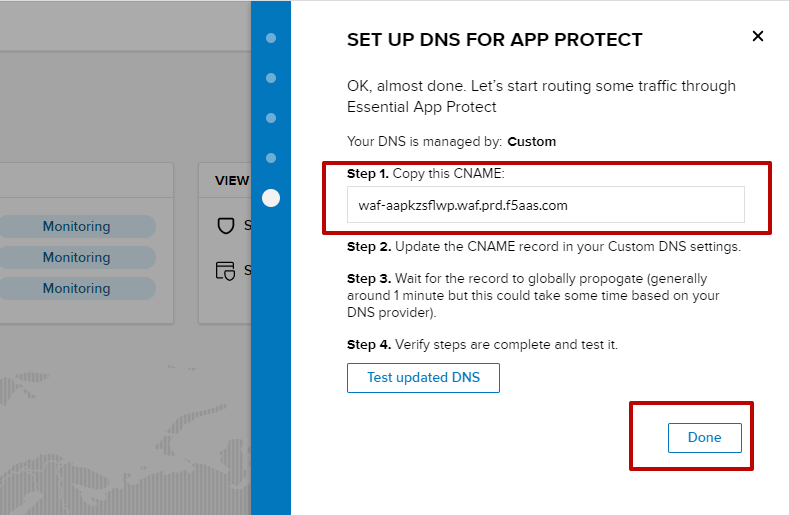 SET UP DNS FOR APP PROTECT
OK, almost done. Let's start routing some traffic through
Essential App Protect
Your DNS is managed by: Custom
Step 1. Copy this CNAME:
waf-aapkzsflwp.waf.prd.f5aas.com
Step 2. Update the CNAME record in your Custom DNS settings.
Step 3. Wait for the record to globally propogate (generally
around 1 minute but this could take some time based on your
DNS provider).
Step 4. Verify steps are complete and test it.
Test updated DNS
Done
VIEW
S
S
Monitoring
Monitoring
Monitoring